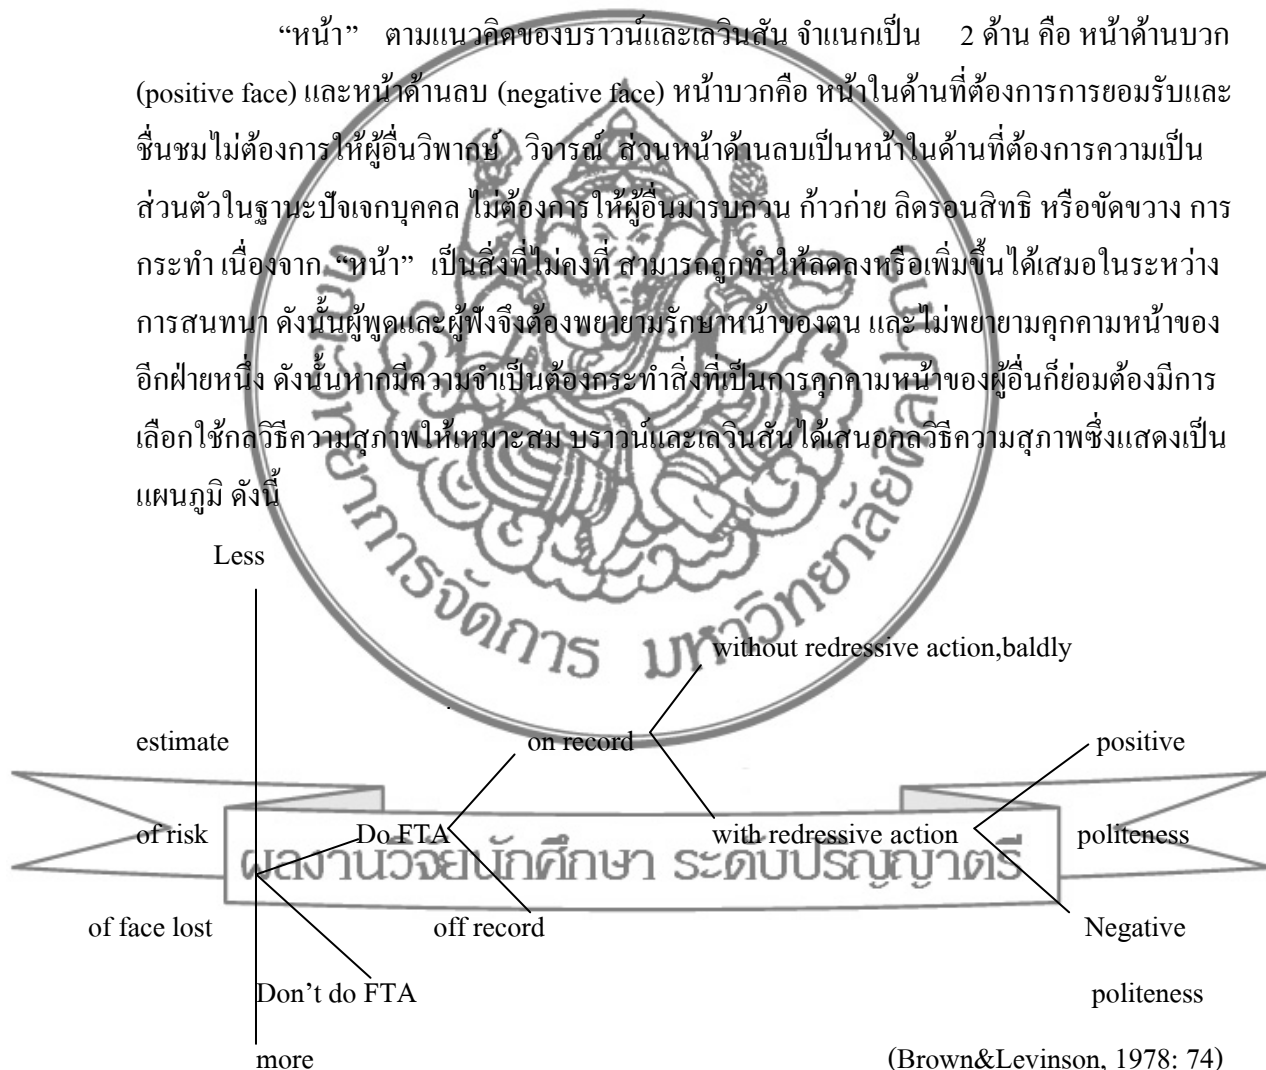 “หน้า” ตามแนวคิดของบราวน์และเลวินสัน จำแนกเป็น 2 ด้าน คือ หน้าด้านบวก
(positive face) และหน้าด้านลบ (negative face) หน้าบวกคือ หน้าในด้านที่ต้องการการยอมรับและ
ชื่นชมไม่ต้องการให้ผู้อื่นวิพากษ์ วิจารณ์ ส่วนหน้าด้านลบเป็นหน้าในด้านที่ต้องการความเป็น
ส่วนตัวในฐานะปัจเจกบุคคล ไม่ต้องการให้ผู้อื่นมารบกวน ก้าวก่าย ลิดรอนสิทธิ หรือขัดขวาง การ
กระทำ เนื่องจาก “หน้า” เป็นสิ่งที่ไม่คงที่ สามารถถูกทำให้ลดลงหรือเพิ่มขึ้นได้เสมอในระหว่าง
การสนทนา ดังนั้นผู้พูดและผู้ฟังจึงต้องพยายามรักษาหน้าของตน และไม่พยายามคุกคามหน้าของ
อีกฝ่ายหนึ่ง ดังนั้นหากมีความจำเป็นต้องกระทำสิ่งที่เป็นการคุกคามหน้าของผู้อื่นก็ย่อมต้องมีการ
เลือกใช้กลวิธีความสุภาพให้เหมาะสม บราวน์และเลวินสันได้เสนอกลวิธีความสุภาพซึ่งแสดงเป็น
แผนภูมิ ดังนี้
Less
without redressive action,baldly
estimate on record positive
of risk Do FTA with redressive action politeness
of face lost off record Negative
Don’t do FTA politeness
more (Brown&Levinson, 1978: 74)
ผลงานวิจัยนักศึกษา ระดับปริญญาตรี
วิทยาการจัดการ มหาวิทยาลัยศิลปากร